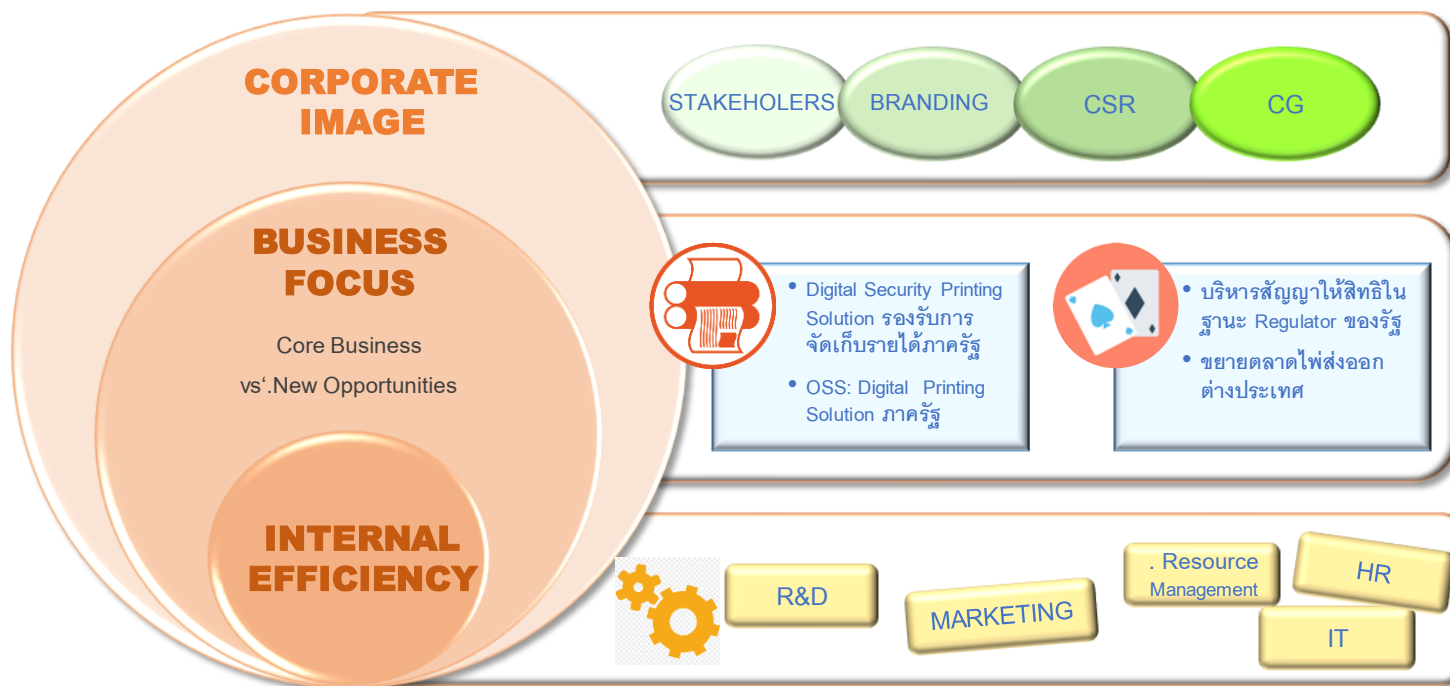 CORPORATE
IMAGE
STAKEHOLERS
BRANDING
CSR
CG
BUSINESS
FOCUS
Core Business
vs‘.New Opportunities
• Digital Security Printing
Solution รองรับการ
จัดเก็บรายได้ภาครัฐ
• OSS: Digital Printing
Solution ภาครัฐ
• บริหารสัญญาให้สิทธิใน
ฐานะ Regulator ของรัฐ
• ขยายตลาดไพ่ส่งออก
ต่างประเทศ
INTERNAL
EFFICIENCY
R&D
MARKETING
. Resource
Management
HR
IT